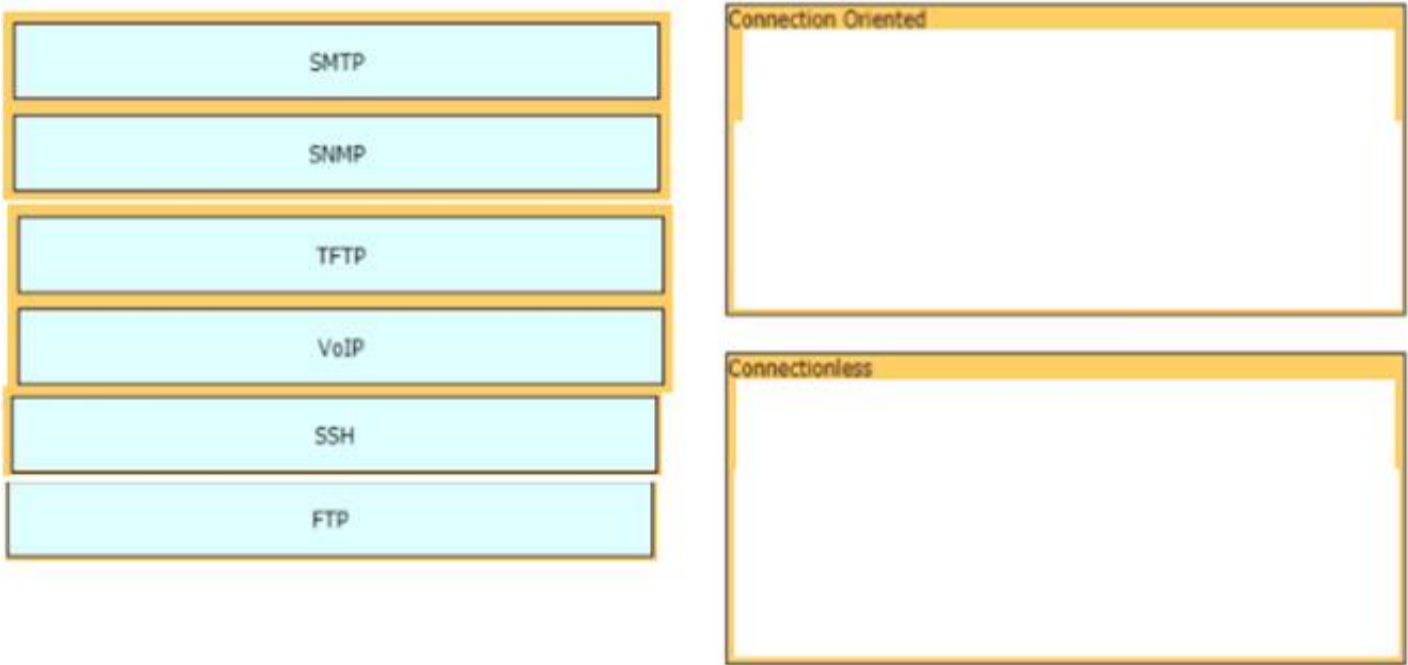 SMTP
SNMP
TFTP
VoIP
SSH
FTP
Connection Oriented
Connectionless